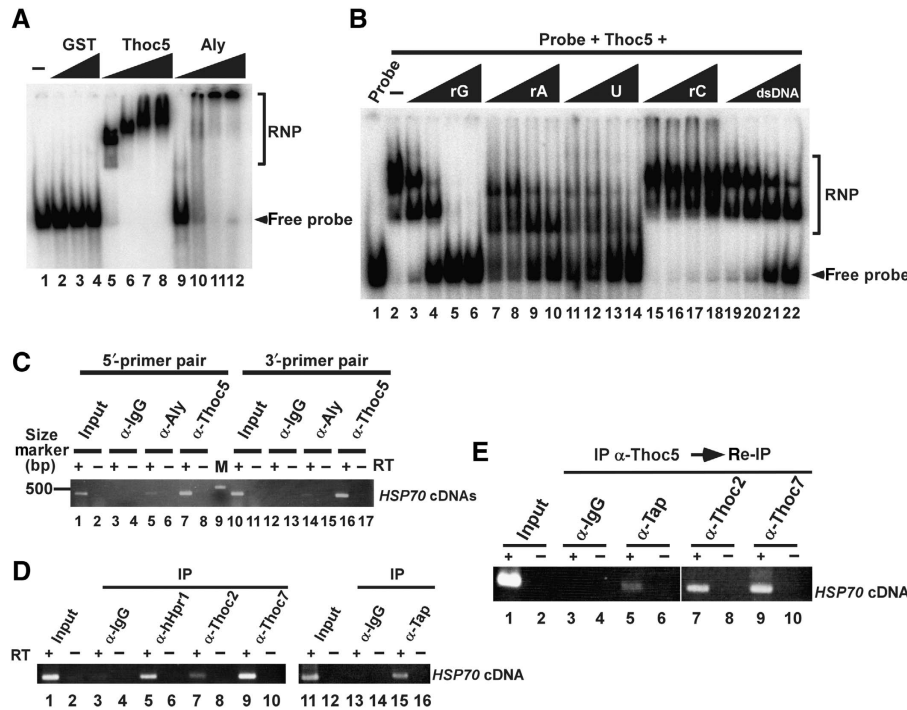 A
GST Thoc5 Aly
–
RNP
Free probe
1 2 3 4 5 6 7 8 9 10 11 12
B
Probe + Thoc5 +
Probe – rG rA U rC dsDNA
RNP
Free probe
1 2 3 4 5 6 7 8 9 10 11 12 13 14 15 16 17 18 19 20 21 22
C
5′-primer pair 3′-primer pair
Input α-IgG α-Aly α-Thoc5 Input α-IgG α-Aly α-Thoc5
Size
marker
(bp)
+ – + – + – + – M + – + – + – + – RT
500
HSP70 cDNAs
1 2 3 4 5 6 7 8 9 10 11 12 13 14 15 16 17
D
IP IP
Input α-IgG α-hHpr1 α-Thoc2 α-Thoc7 Input α-IgG α-Tap
RT + – + – + – + – + – + – + – + –
HSP70 cDNA
1 2 3 4 5 6 7 8 9 10 11 12 13 14 15 16
E
IP α-Thoc5 → Re-IP
Input α-IgG α-Tap α-Thoc2 α-Thoc7
+ – + – + – + – + –
HSP70 cDNA
1 2 3 4 5 6 7 8 9 10